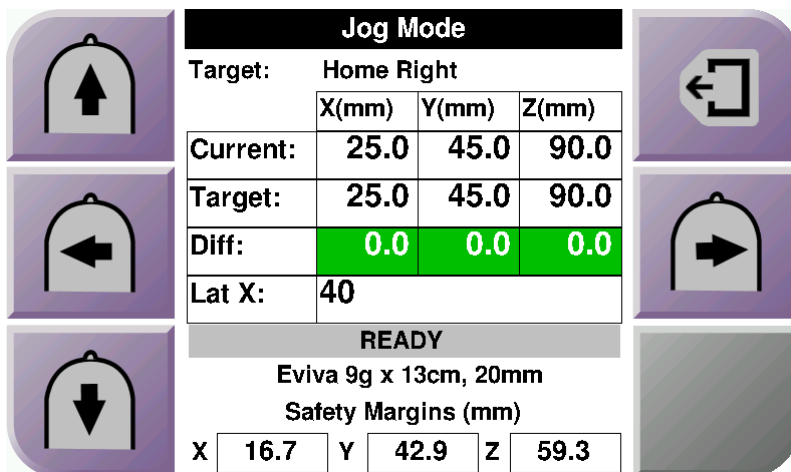 Jog Mode
Target: Home Right
X(mm) Y(mm) Z(mm)
Current: 25.0 45.0 90.0
Target: 25.0 45.0 90.0
Diff: 0.0 0.0 0.0
Lat X: 40
READY
Eviva 9g x 13cm, 20mm
Safety Margins (mm)
X 16.7 Y 42.9 Z 59.3